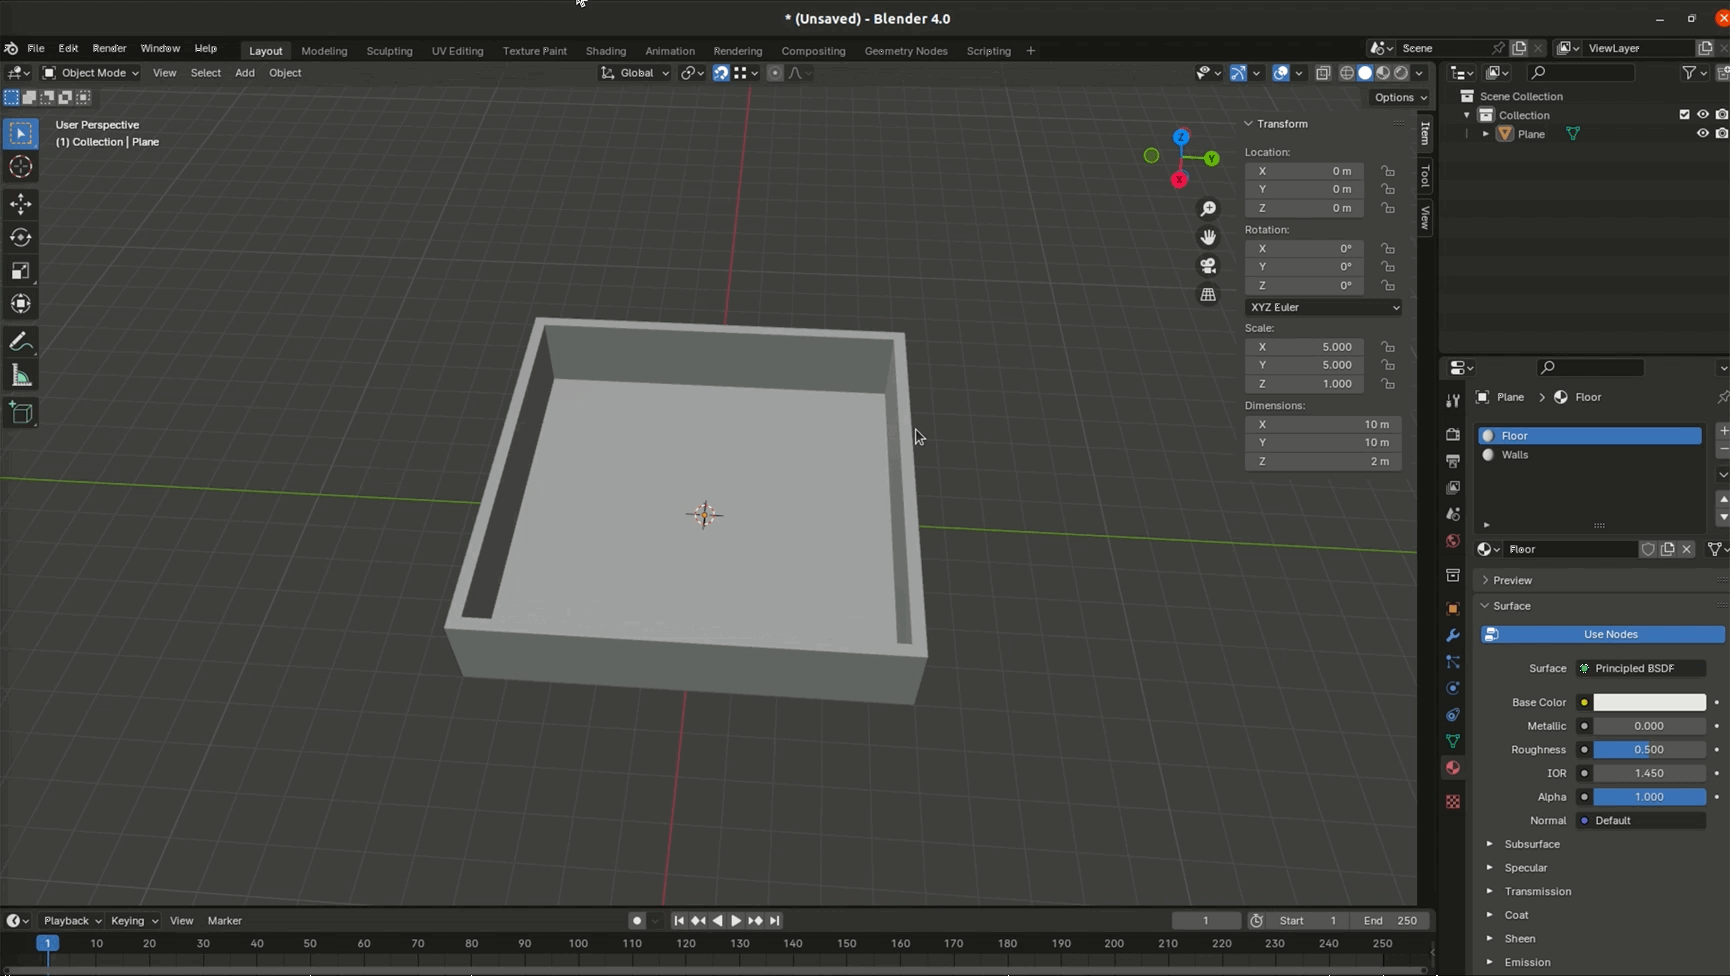 * (Unsaved) - Blender 4.0
File Edit Render Window Help Layout Modeling Sculpting UV Editing Texture Paint Shading Animation Rendering Compositing Geometry Nodes Scripting + Scene ViewLayer
Object Mode View Select Add Object Global
Options
User Perspective
(1) Collection | Plane
Z
Y
X
Item
Tool
View
Transform
Location:
X 0 m
Y 0 m
Z 0 m
Rotation:
X 0°
Y 0°
Z 0°
XYZ Euler
Scale:
X 5.000
Y 5.000
Z 1.000
Dimensions:
X 10 m
Y 10 m
Z 2 m
Scene Collection
Collection
Plane
Plane > Floor
Floor
Walls
Floor
Preview
Surface
Use Nodes
Surface Principled BSDF
Base Color
Metallic 0.000
Roughness 0.500
IOR 1.450
Alpha 1.000
Normal Default
Subsurface
Specular
Transmission
Coat
Sheen
Emission
Playback Keying View Marker 1 Start 1 End 250
1 10 20 30 40 50 60 70 80 90 100 110 120 130 140 150 160 170 180 190 200 210 220 230 240 250